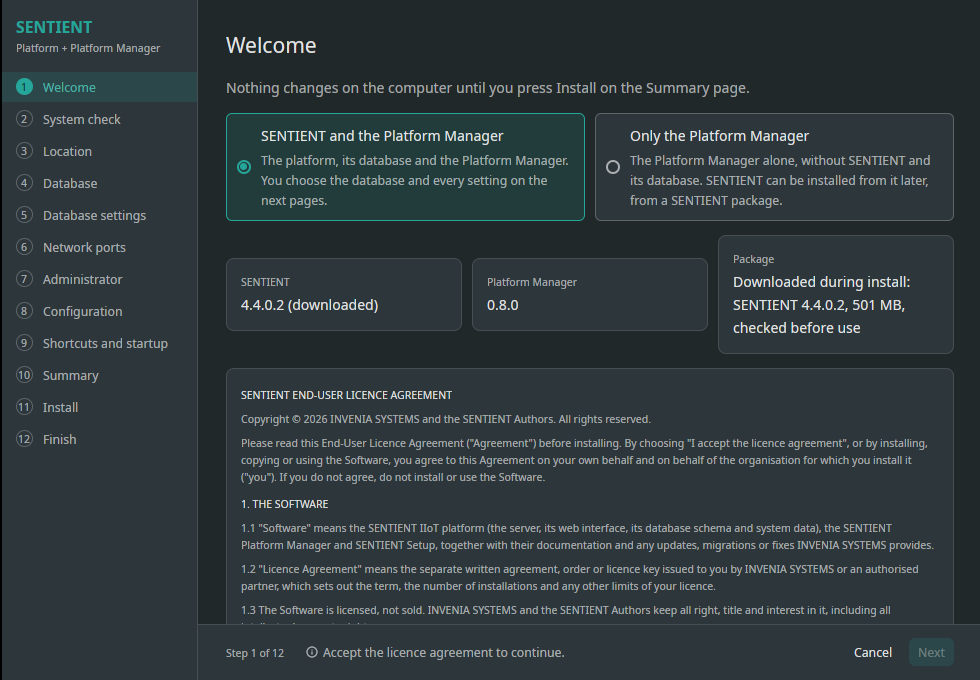 SENTIENT
Platform + Platform Manager
1 Welcome
2 System check
3 Location
4 Database
5 Database settings
6 Network ports
7 Administrator
8 Configuration
9 Shortcuts and startup
10 Summary
11 Install
12 Finish
Welcome
Nothing changes on the computer until you press Install on the Summary page.
SENTIENT and the Platform Manager
The platform, its database and the Platform Manager.
You choose the database and every setting on the
next pages.
Only the Platform Manager
The Platform Manager alone, without SENTIENT and
its database. SENTIENT can be installed from it later,
from a SENTIENT package.
SENTIENT
4.4.0.2 (downloaded)
Platform Manager
0.8.0
Package
Downloaded during install:
SENTIENT 4.4.0.2, 501 MB,
checked before use
SENTIENT END-USER LICENCE AGREEMENT
Copyright © 2026 INVENIA SYSTEMS and the SENTIENT Authors. All rights reserved.
Please read this End-User Licence Agreement ("Agreement") before installing. By choosing "I accept the licence agreement", or by installing,
copying or using the Software, you agree to this Agreement on your own behalf and on behalf of the organisation for which you install it
("you"). If you do not agree, do not install or use the Software.
1. THE SOFTWARE
1.1 "Software" means the SENTIENT IIoT platform (the server, its web interface, its database schema and system data), the SENTIENT
Platform Manager and SENTIENT Setup, together with their documentation and any updates, migrations or fixes INVENIA SYSTEMS provides.
1.2 "Licence Agreement" means the separate written agreement, order or licence key issued to you by INVENIA SYSTEMS or an authorised
partner, which sets out the term, the number of installations and any other limits of your licence.
1.3 The Software is licensed, not sold. INVENIA SYSTEMS and the SENTIENT Authors keep all right, title and interest in it, including all
Step 1 of 12
Accept the licence agreement to continue.
Cancel
Next